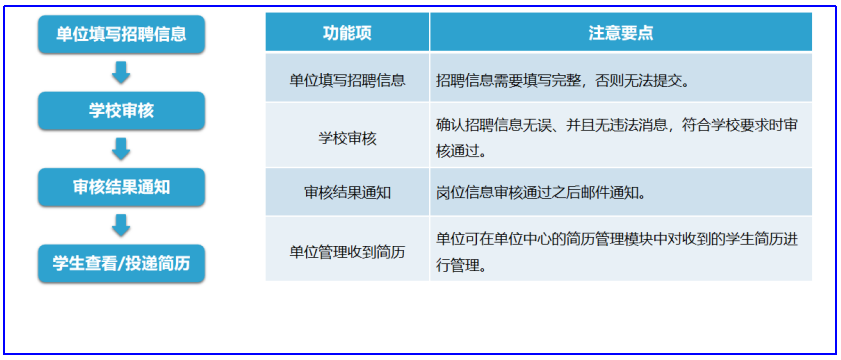 单位填写招聘信息
学校审核
审核结果通知
学生查看/投递简历
功能项
注意要点
单位填写招聘信息
招聘信息需要填写完整，否则无法提交。
学校审核
确认招聘信息无误、并且无违法消息，符合学校要求时审
核通过。
审核结果通知
岗位信息审核通过之后邮件通知。
单位管理收到简历
单位可在单位中心的简历管理模块中对收到的学生简历进
行管理。